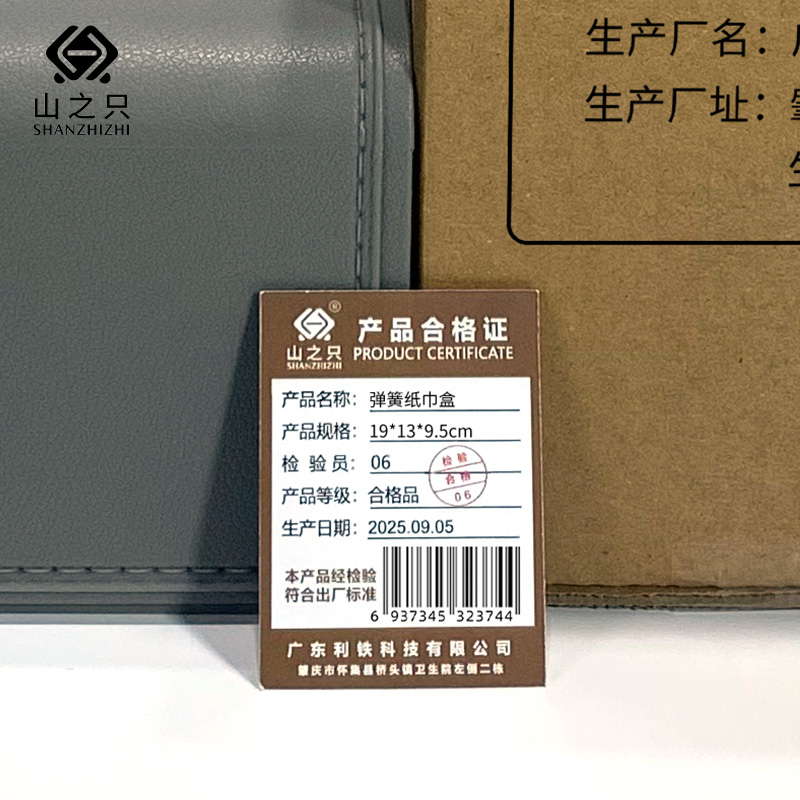 山之只
SHANZHIZHI
生产厂名：
生产厂址：
山之只
SHANZHIZHI
®
产品合格证
PRODUCT CERTIFICATE
产品名称： 弹簧纸巾盒
产品规格： 19*13*9.5cm
检 验 员： 06
产品等级： 合格品
生产日期： 2025.09.05
检 验
合 格
06
本产品经检验
符合出厂标准
6 937345 323744
广东利铁科技有限公司
肇庆市怀集县桥头镇卫生院左侧二栋